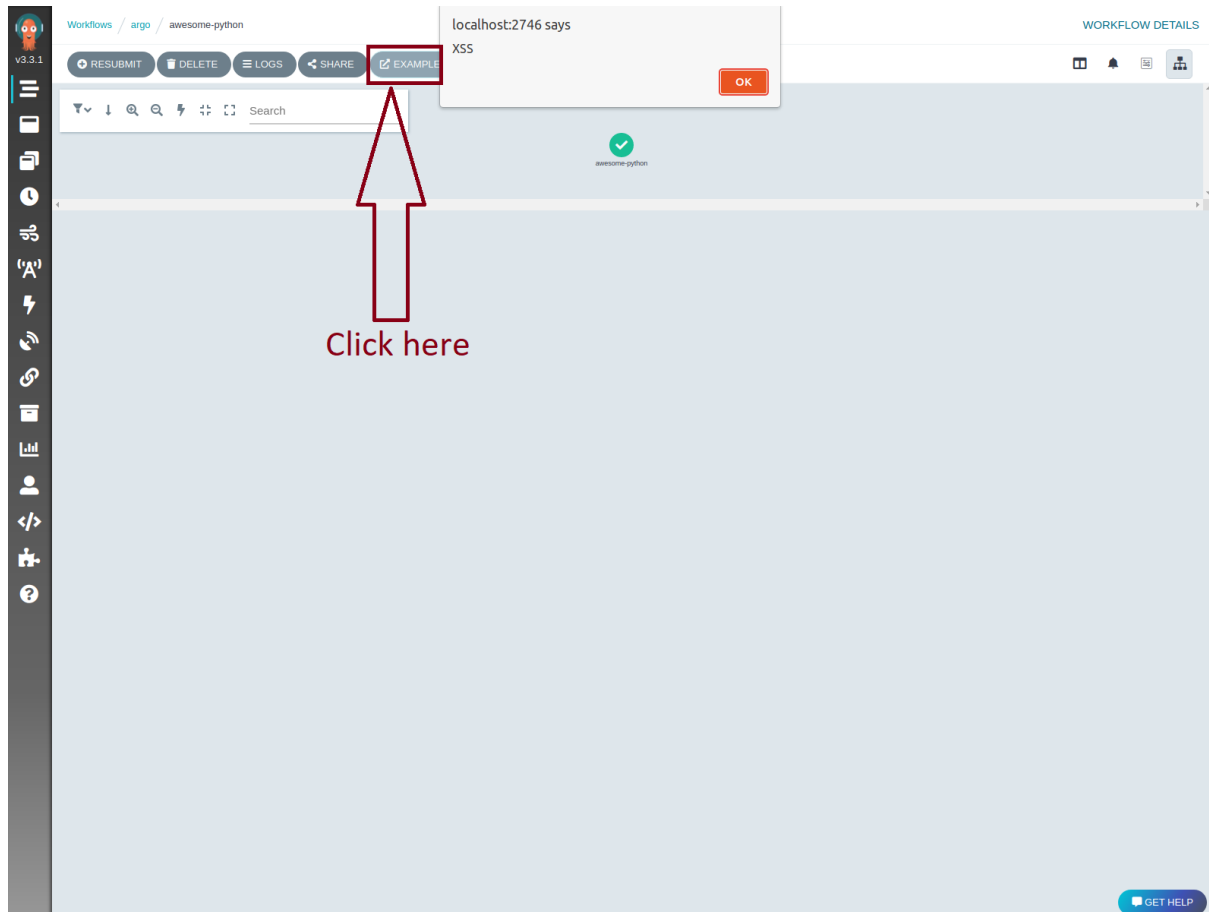 Workflows / argo / awesome-python
localhost:2746 says
XSS
OK
WORKFLOW DETAILS
v3.3.1
RESUBMIT DELETE LOGS SHARE EXAMPLE
Search
awesome-python
Click here
GET HELP